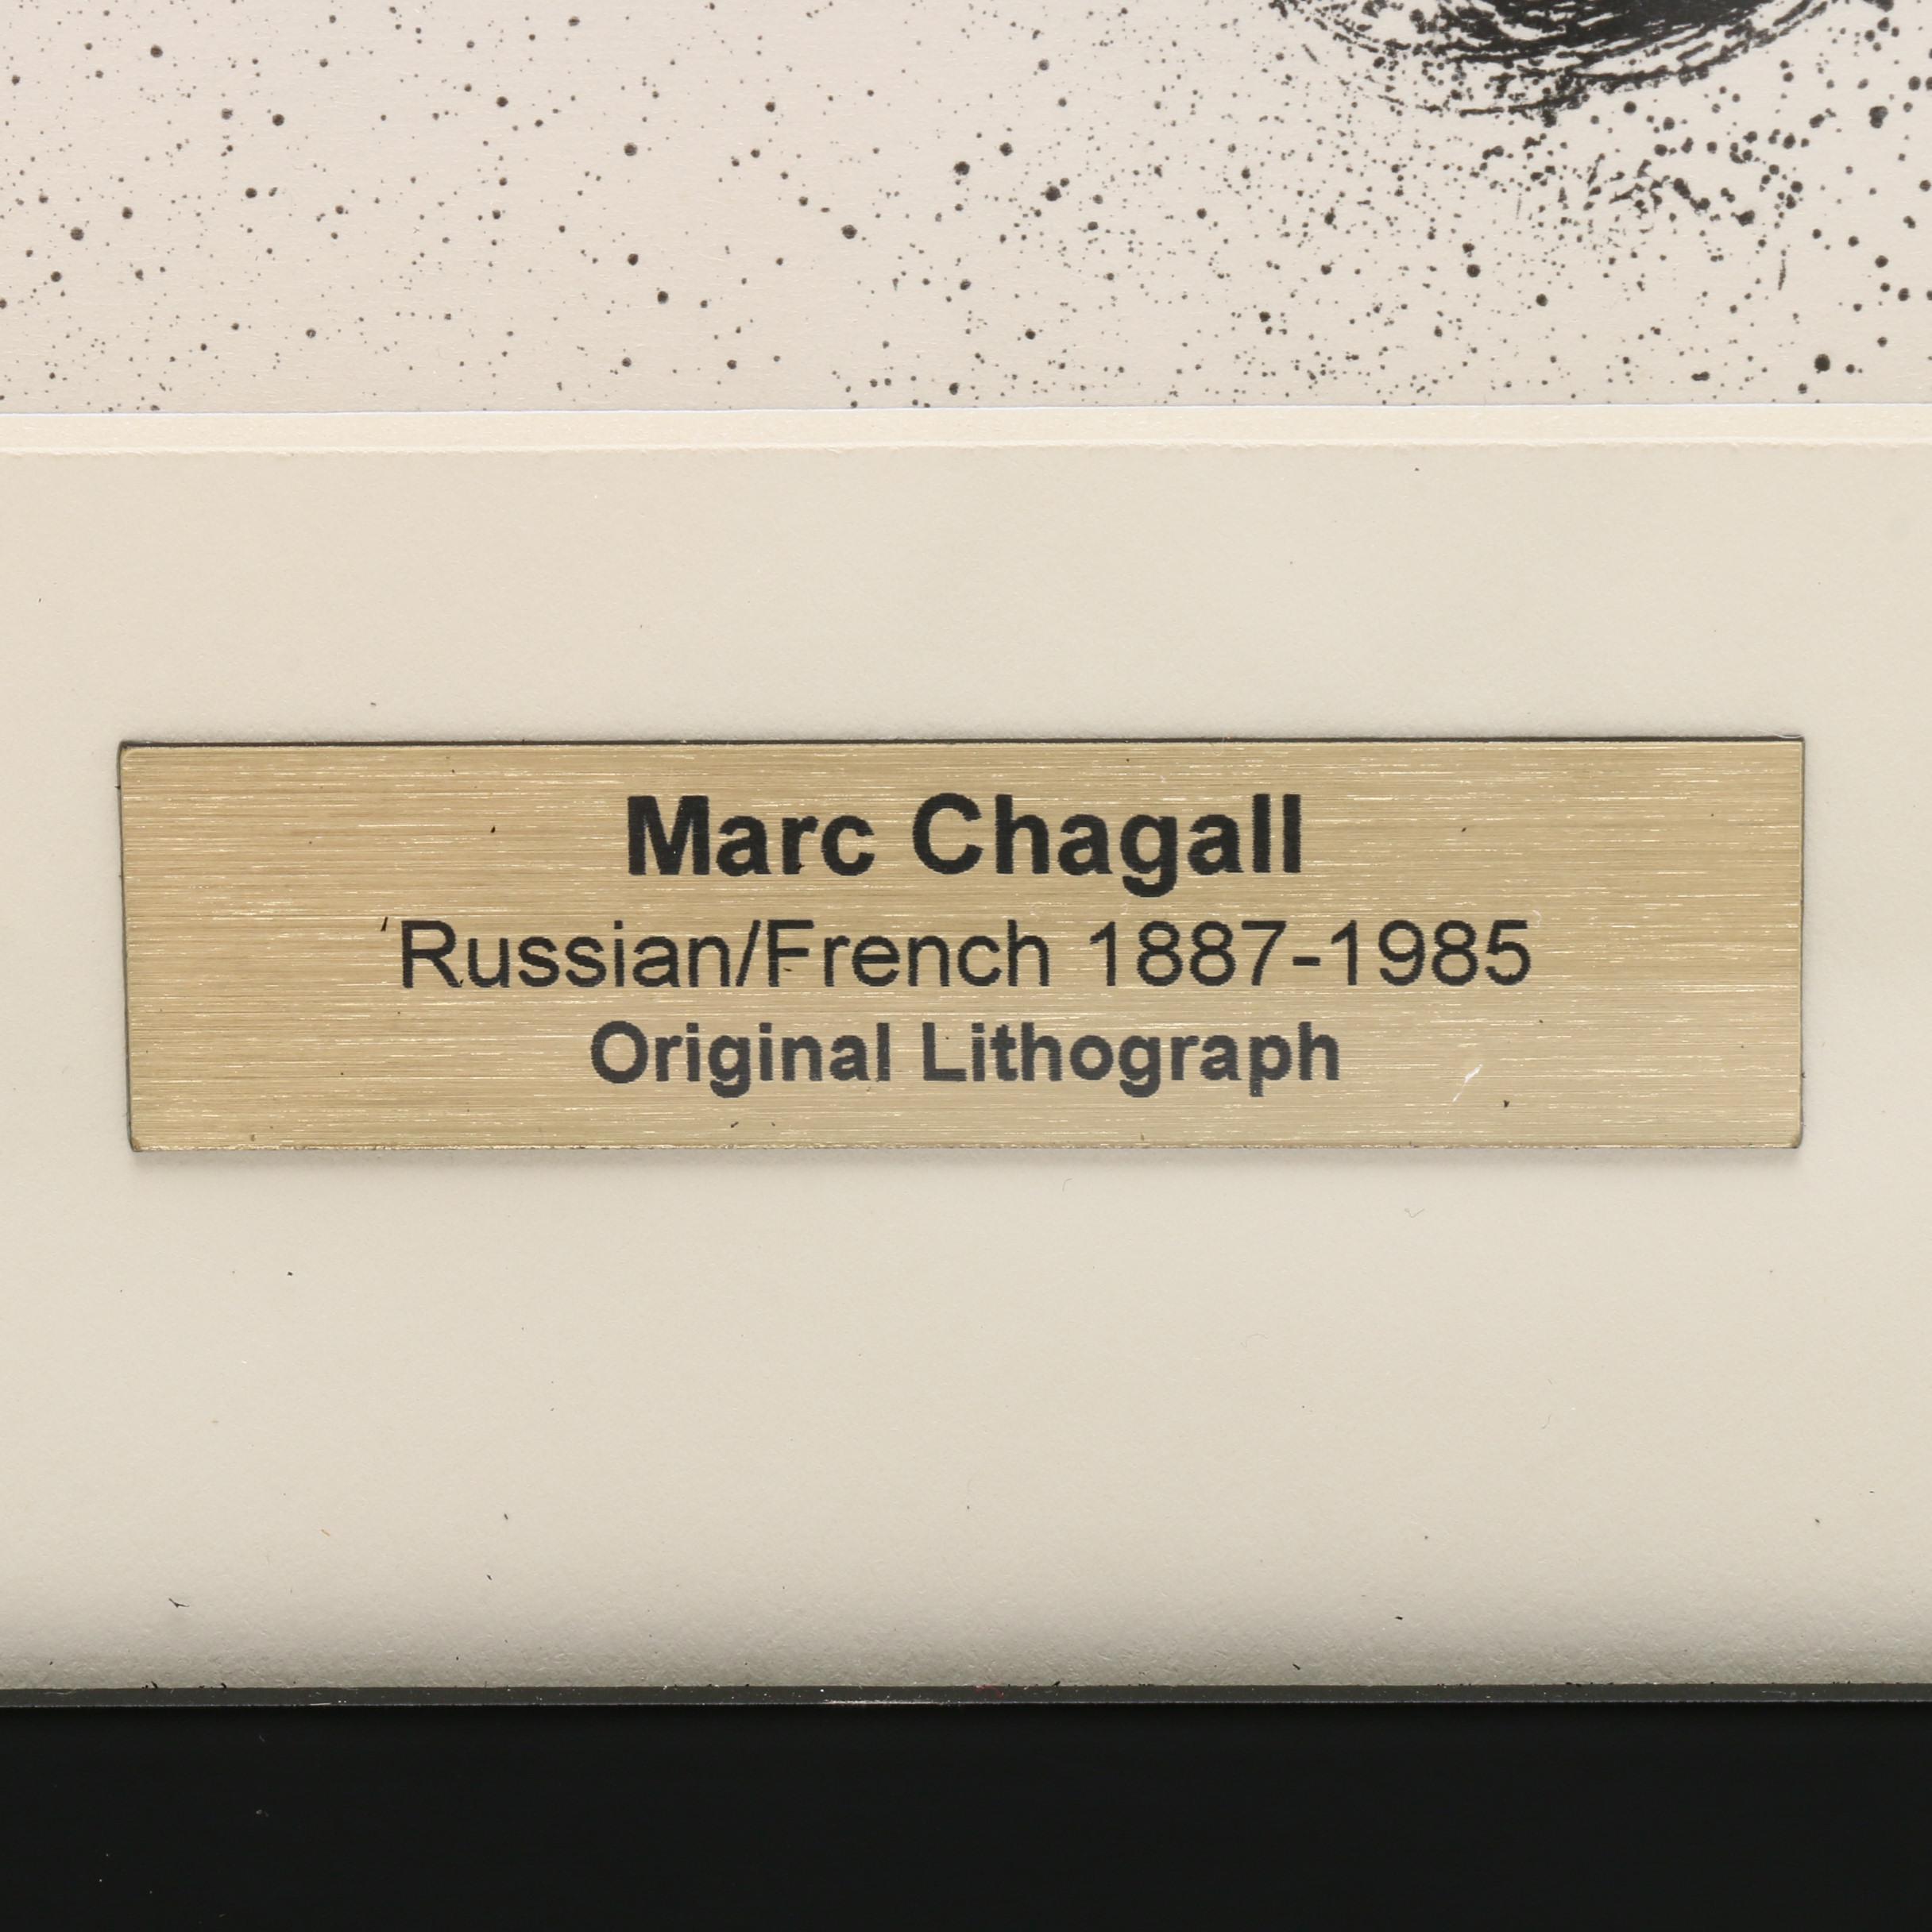 Marc Chagall
Russian/French 1887-1985
Original Lithograph